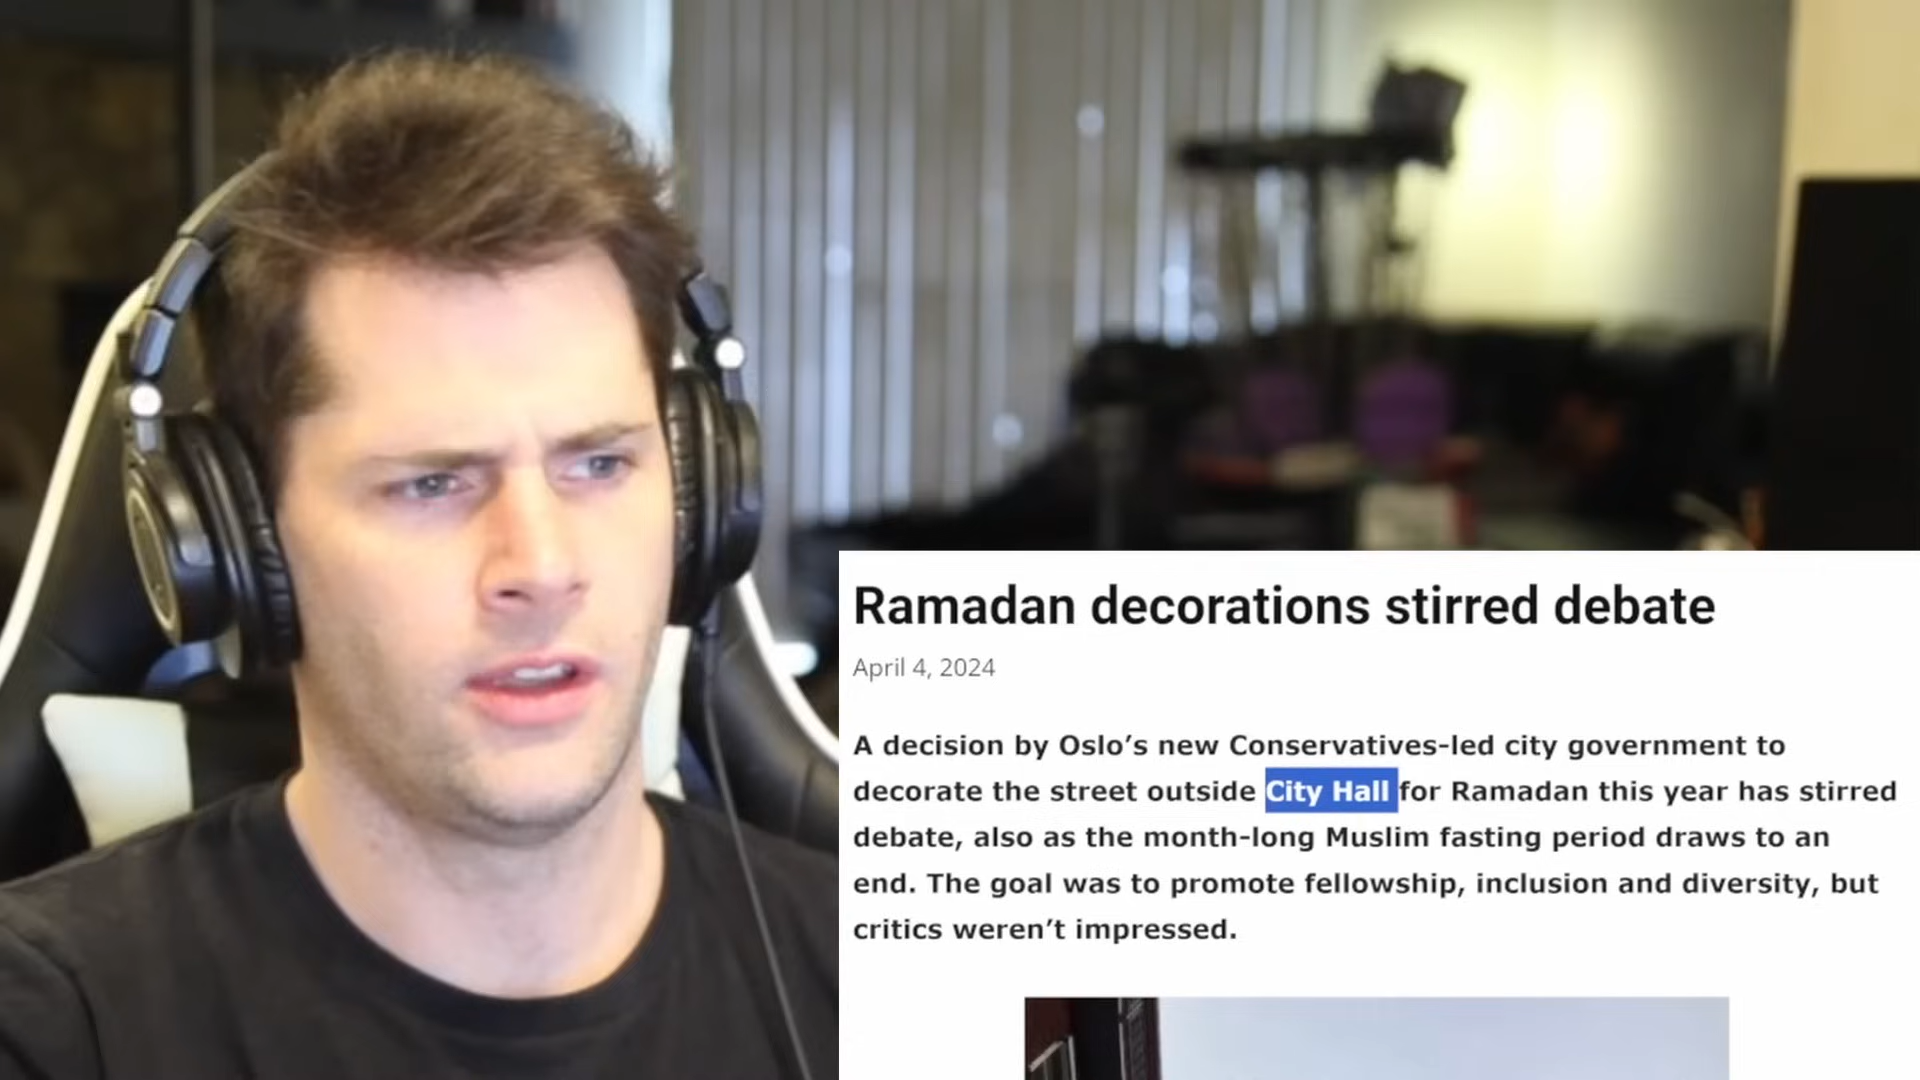 Ramadan decorations stirred debate
April 4, 2024
A decision by Oslo’s new Conservatives-led city government to
decorate the street outside City Hall for Ramadan this year has stirred
debate, also as the month-long Muslim fasting period draws to an
end. The goal was to promote fellowship, inclusion and diversity, but
critics weren’t impressed.